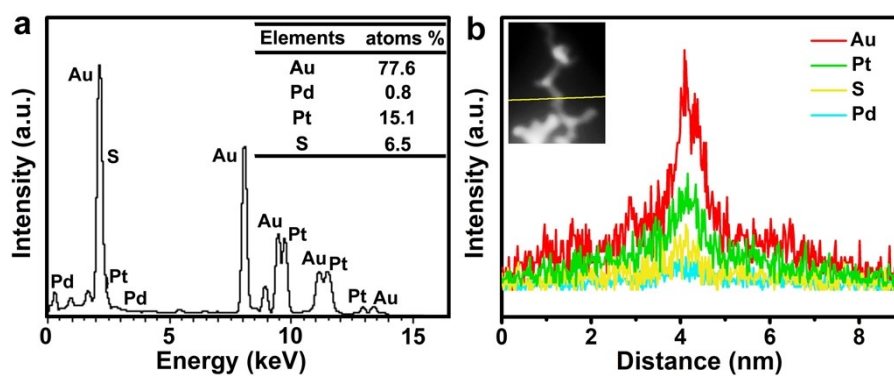 a
Intensity (a.u.)
Energy (keV)
0 5 10 15
Elements atoms %
Au 77.6
Pd 0.8
Pt 15.1
S 6.5
Au
S
Pd
Pt
Pd
Au
Au
Pt
Au
Pt
Pt
Au
b
Intensity (a.u.)
Distance (nm)
0 2 4 6 8
Au
Pt
S
Pd